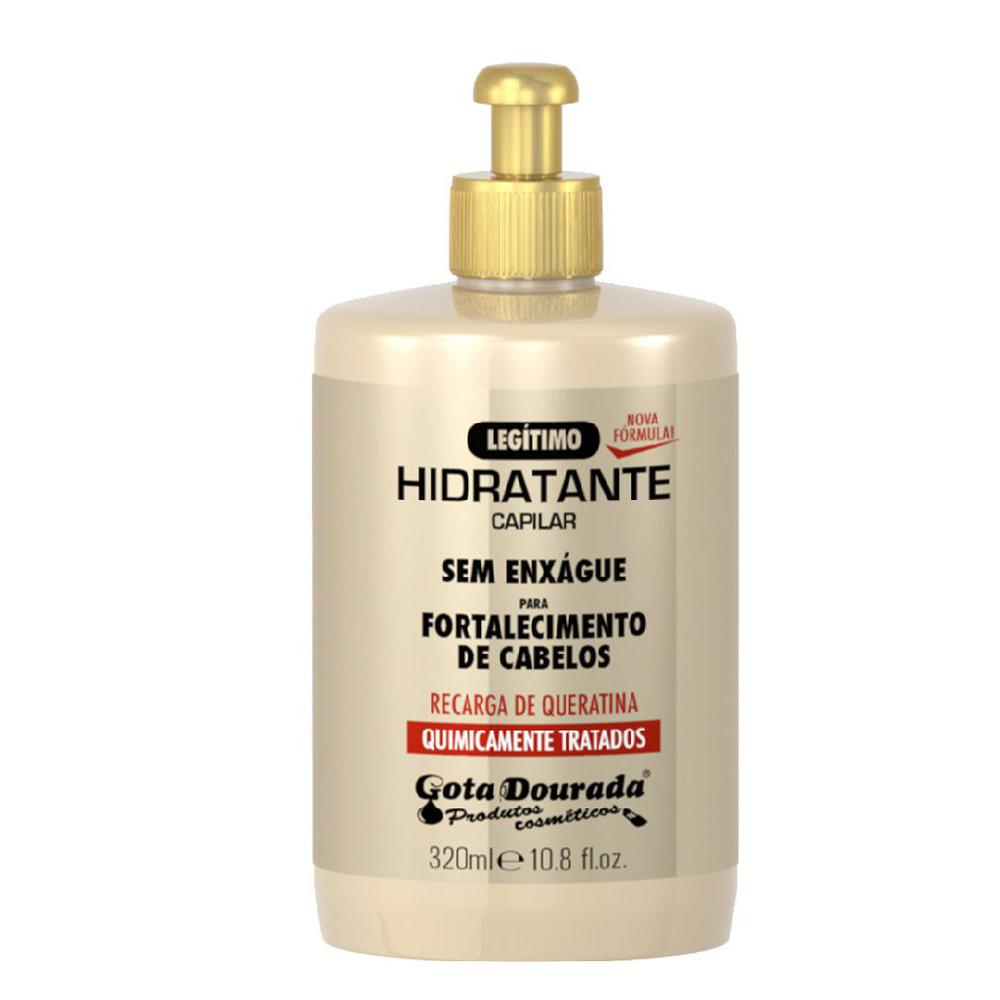 LEGÍTIMO
NOVA
FÓRMULA!
HIDRATANTE
CAPILAR
SEM ENXÁGUE
PARA
FORTALECIMENTO
DE CABELOS
RECARGA DE QUERATINA
QUIMICAMENTE TRATADOS
Gota Dourada®
Produtos
cosméticos
320ml℮10.8 fl.oz.